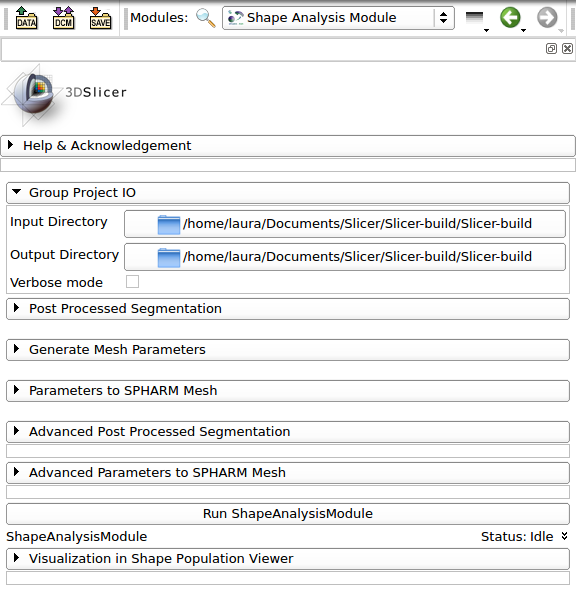 DATA DCM SAVE Modules: Shape Analysis Module
3DSlicer
Help & Acknowledgement
Group Project IO
Input Directory /home/laura/Documents/Slicer/Slicer-build/Slicer-build
Output Directory /home/laura/Documents/Slicer/Slicer-build/Slicer-build
Verbose mode
Post Processed Segmentation
Generate Mesh Parameters
Parameters to SPHARM Mesh
Advanced Post Processed Segmentation
Advanced Parameters to SPHARM Mesh
Run ShapeAnalysisModule
ShapeAnalysisModule Status: Idle
Visualization in Shape Population Viewer